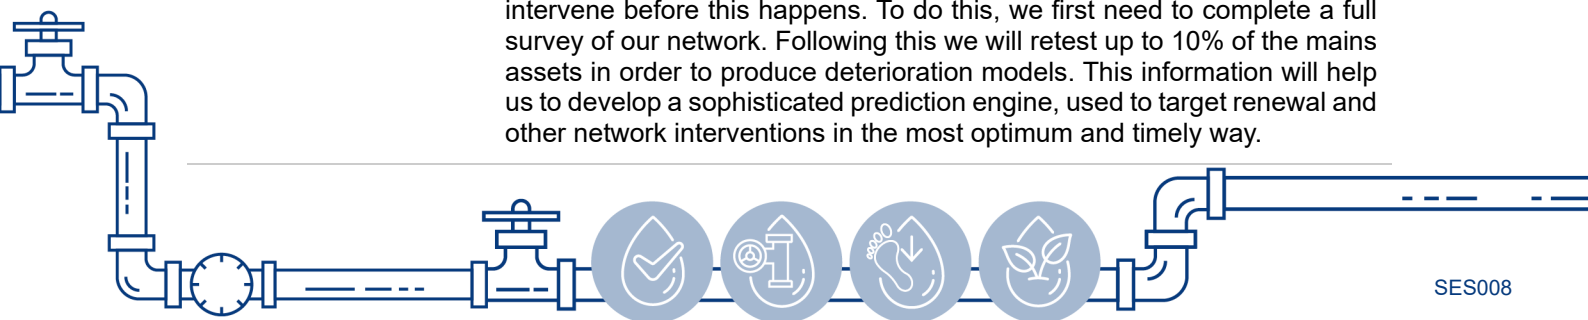 intervene before this happens. To do this, we first need to complete a full
survey of our network. Following this we will retest up to 10% of the mains
assets in order to produce deterioration models. This information will help
us to develop a sophisticated prediction engine, used to target renewal and
other network interventions in the most optimum and timely way.
SES008